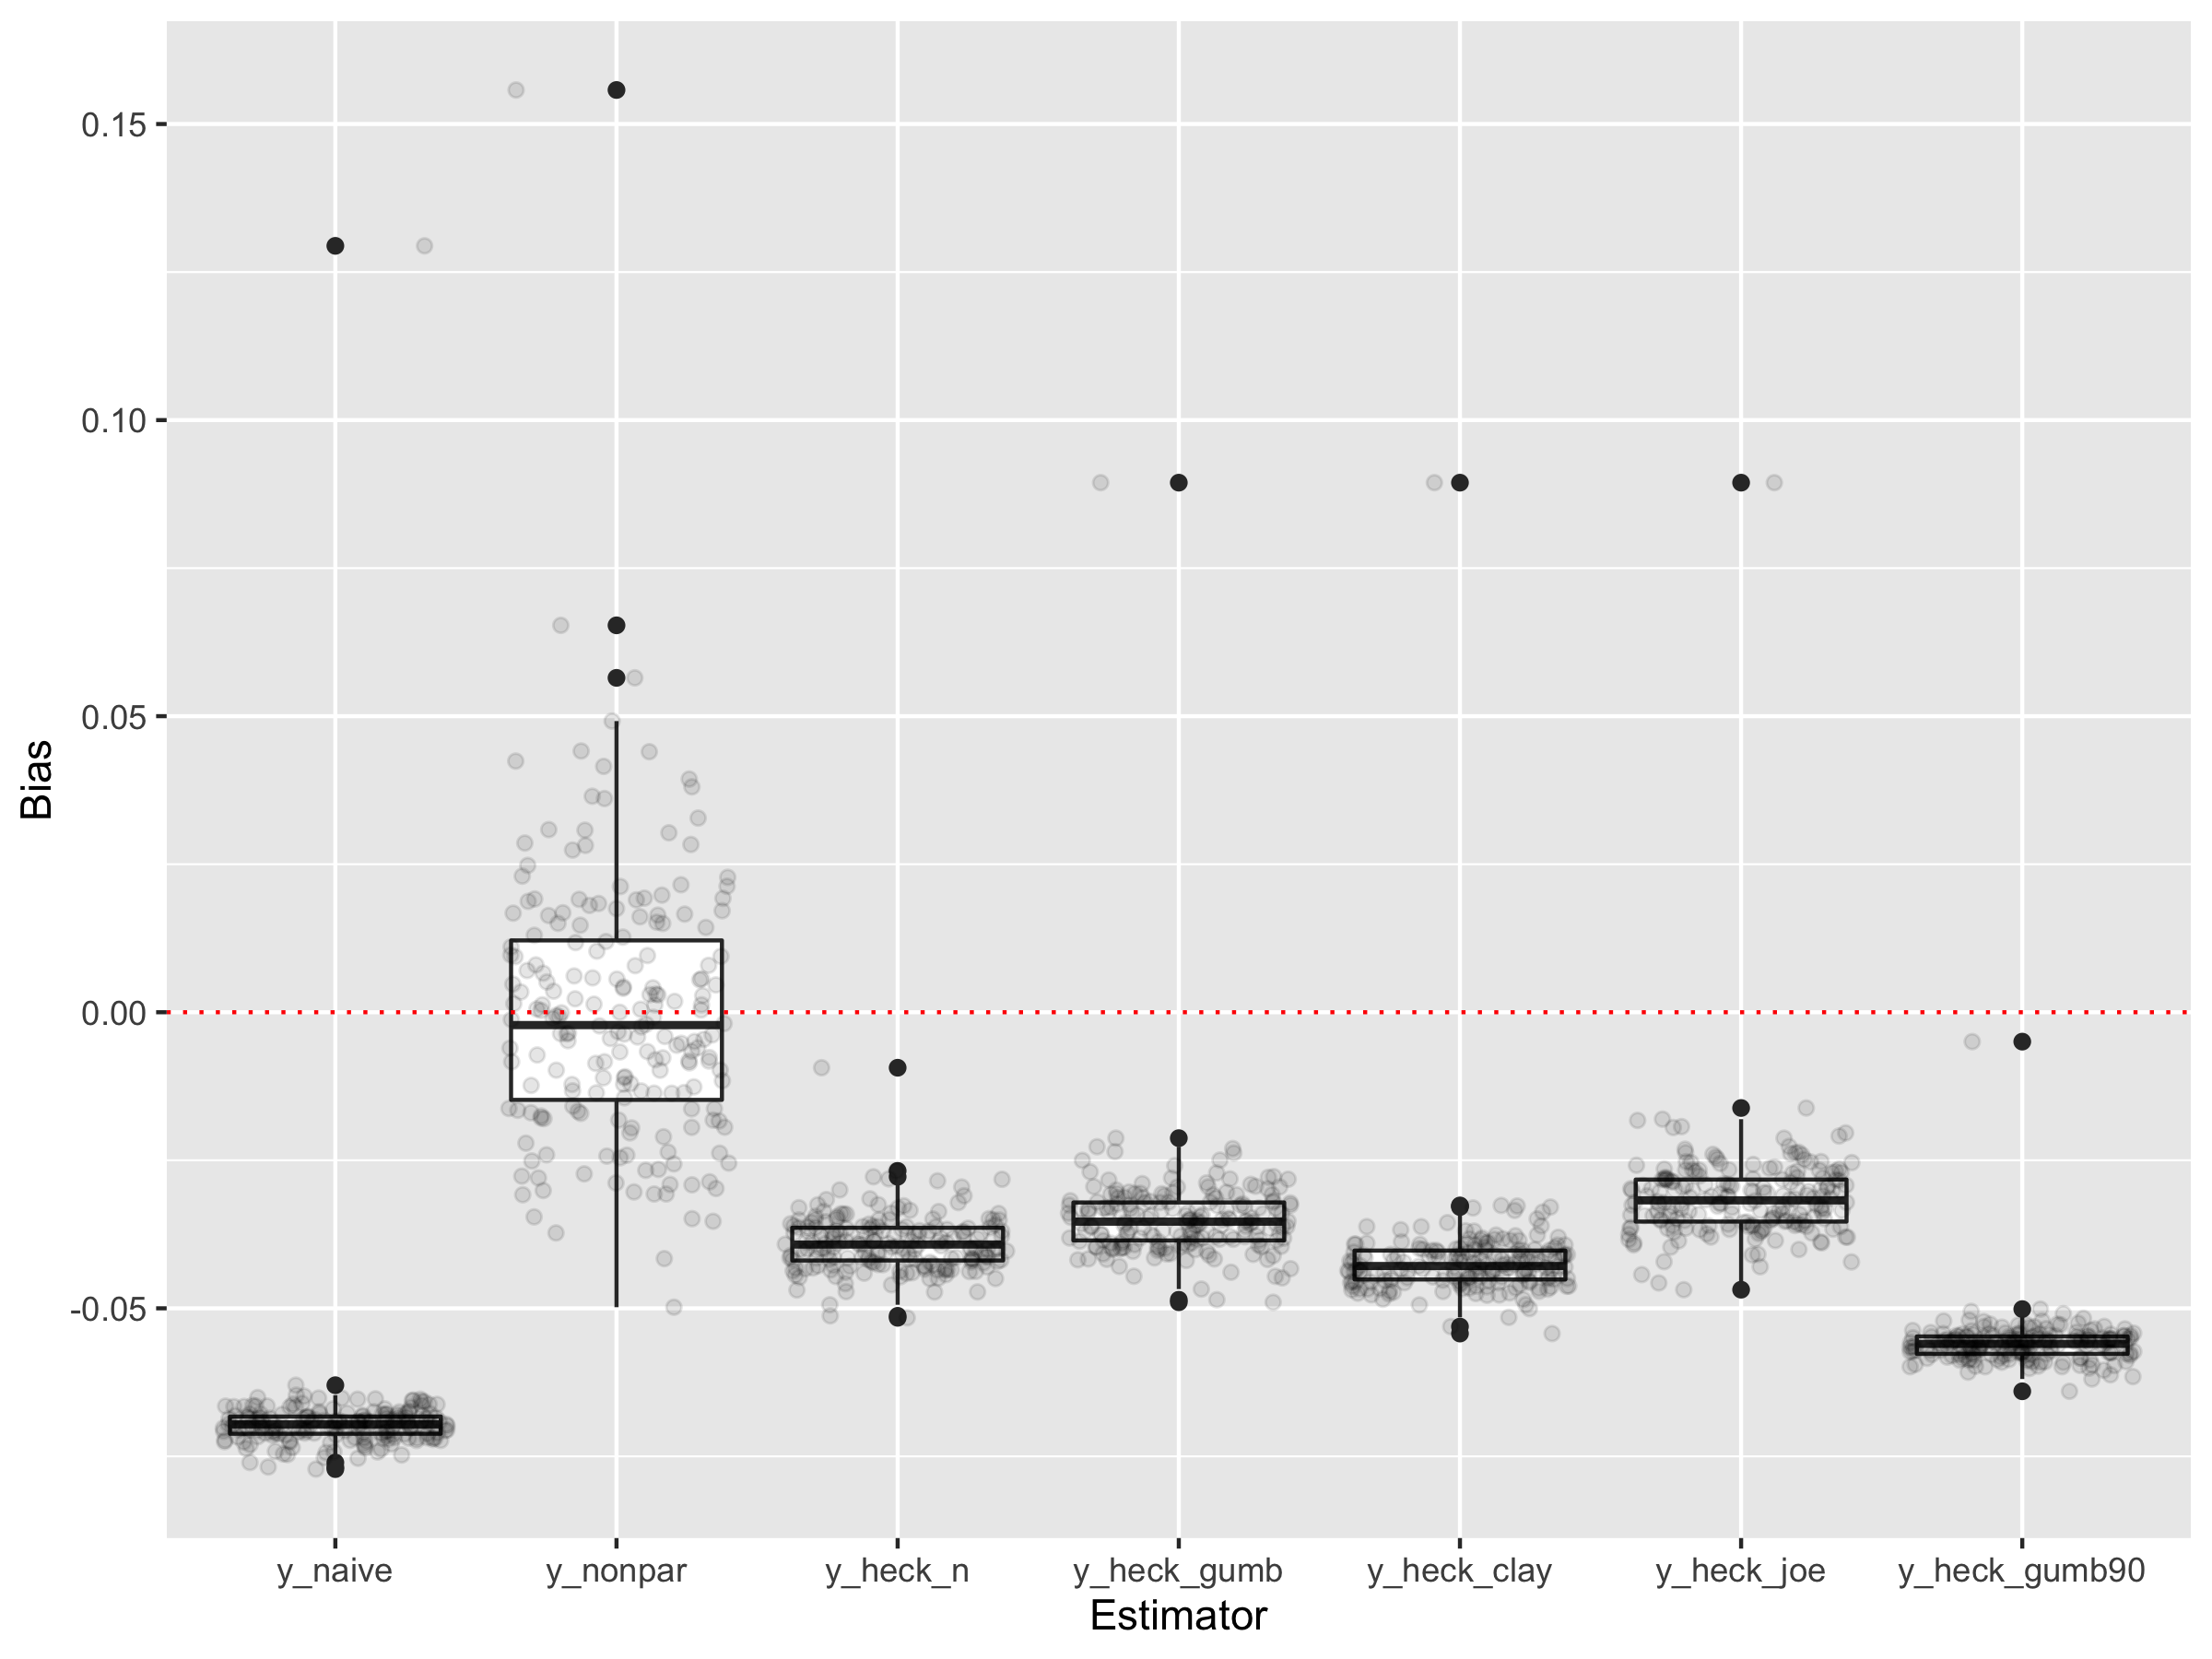 0.15
0.10
0.05
0.00
-0.05
Bias
y_naive
y_nonpar
y_heck_n
y_heck_gumb
y_heck_clay
y_heck_joe
y_heck_gumb90
Estimator